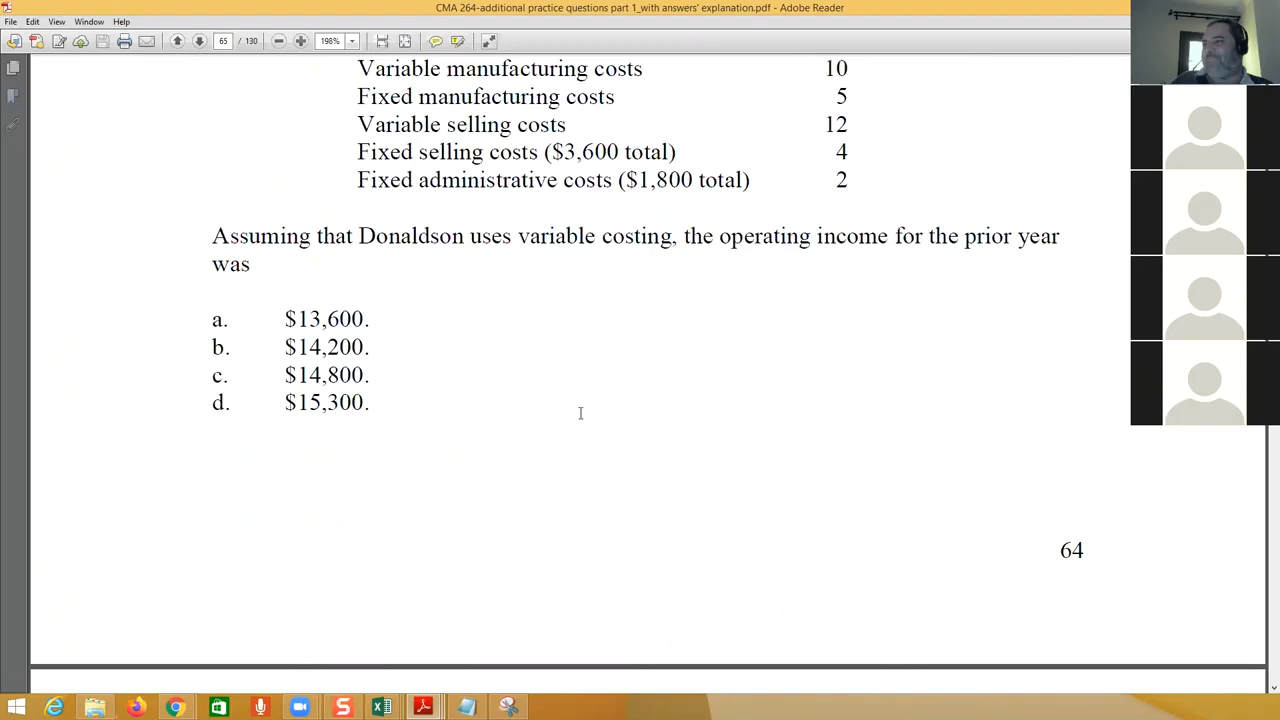 CMA 264-additional practice questions part 1_with answers' explanation.pdf - Adobe Reader
File Edit View Window Help
65 / 130 198%
Variable manufacturing costs 10
Fixed manufacturing costs 5
Variable selling costs 12
Fixed selling costs ($3,600 total) 4
Fixed administrative costs ($1,800 total) 2
Assuming that Donaldson uses variable costing, the operating income for the prior year
was
a. $13,600.
b. $14,200.
c. $14,800.
d. $15,300.
64